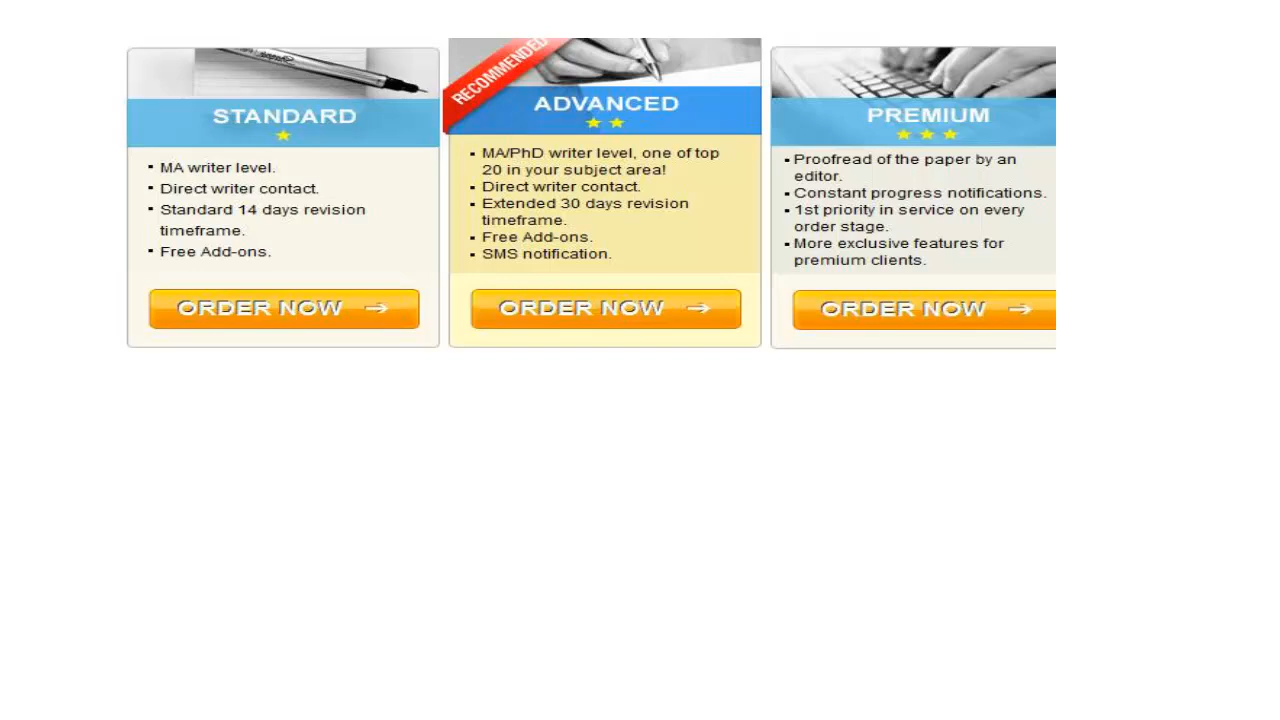 STANDARD
MA writer level.
Direct writer contact.
Standard 14 days revision
timeframe.
Free Add-ons.
ORDER NOW
RECOMMENDED
ADVANCED
MA/PhD writer level, one of top
20 in your subject area!
Direct writer contact.
Extended 30 days revision
timeframe.
Free Add-ons.
SMS notification.
ORDER NOW
PREMIUM
Proofread of the paper by an
editor.
Constant progress notifications.
1st priority in service on every
order stage.
More exclusive features for
premium clients.
ORDER NOW